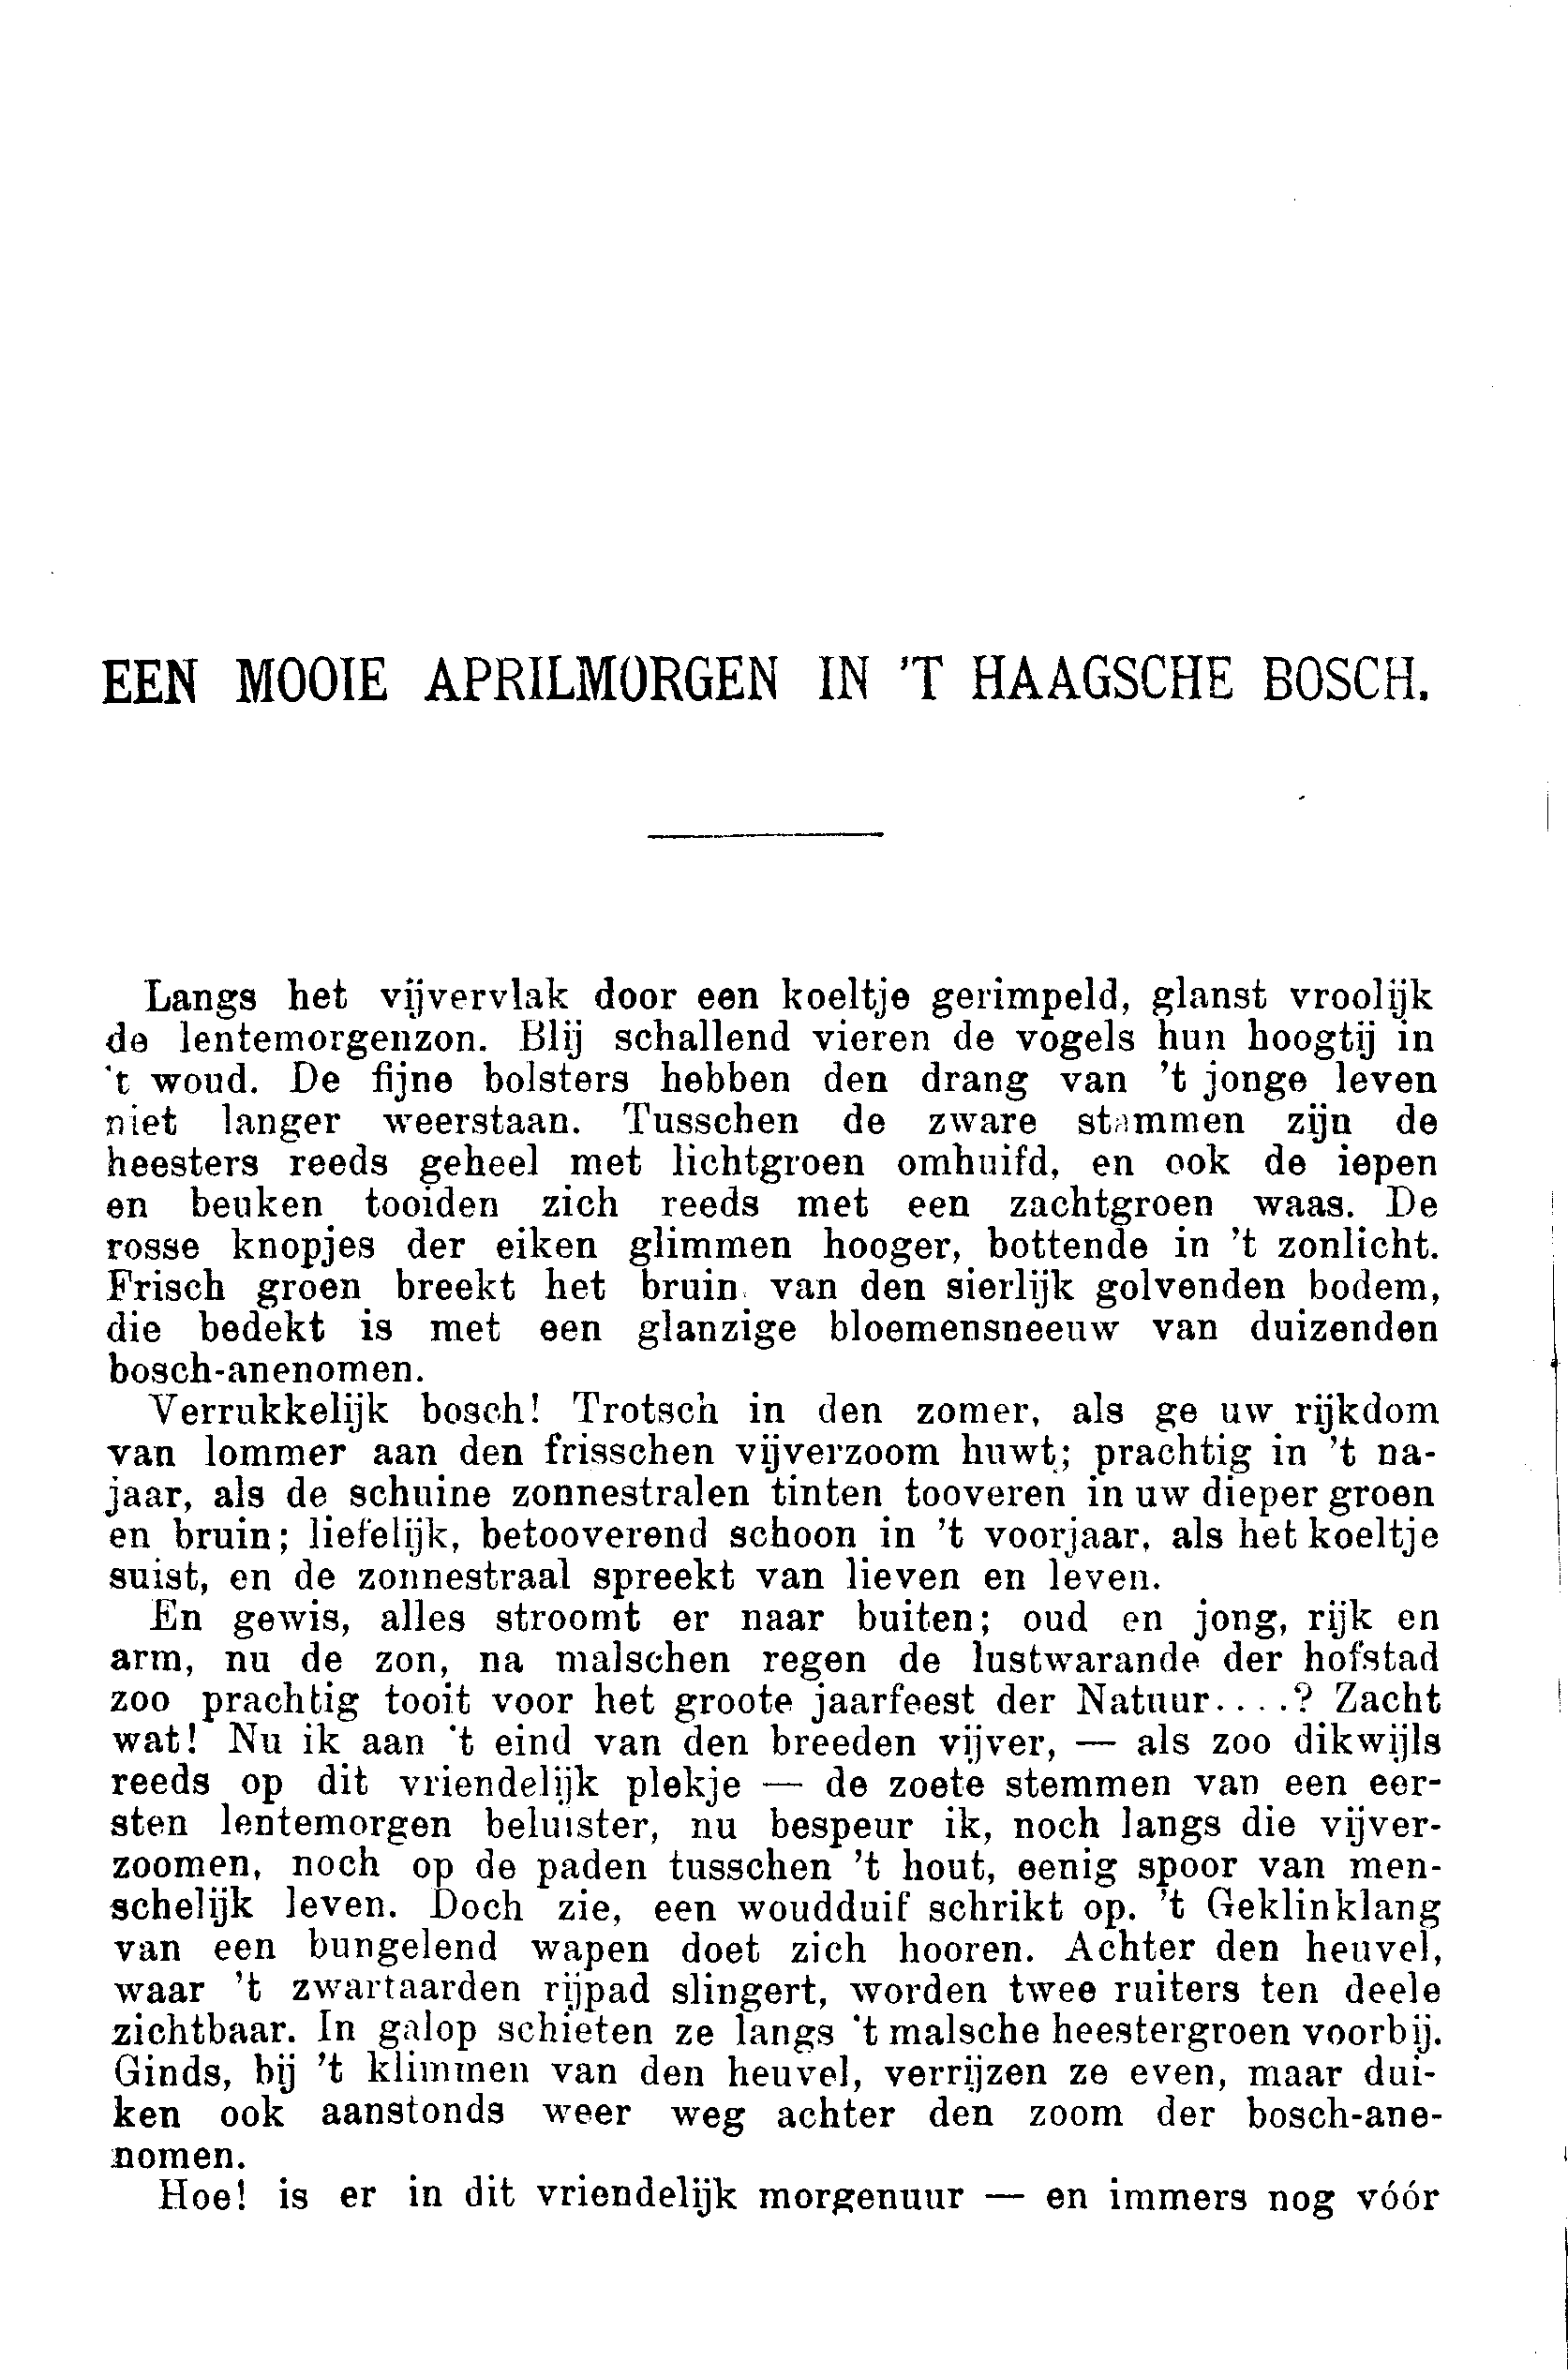 EEN MOOIE APRILMORGEN IN 'T HAAGSCHE BOSCH.
Langs het vijvervlak door een koeltje gerimpeld, glanst vroolijk
de lentemorgenzon. Blij schallend vieren de vogels hun hoogtij in
't woud. De fijne bolsters hebben den drang van 't jonge leven
niet langer weerstaan. Tusschen de zware stammen zijn de
heesters reeds geheel met lichtgroen omhuifd, en ook de iepen
en beuken tooiden zich reeds met een zachtgroen waas. De
rosse knopjes der eiken glimmen hooger, bottende in 't zonlicht.
Frisch groen breekt het bruin van den sierlijk golvenden bodem,
die bedekt is met een glanzige bloemensneeuw van duizenden
bosch-anenomen.
Verrukkelijk bosch! Trotsch in den zomer, als ge uw rijkdom
van lommer aan den frisschen vijverzoom huwt; prachtig in 't na-
jaar, als de schuine zonnestralen tinten tooveren in uw dieper groen
en bruin; liefelijk, betooverend schoon in 't voorjaar, als het koeltje
suist, en de zonnestraal spreekt van lieven en leven.
En gewis, alles stroomt er naar buiten; oud en jong, rijk en
arm, nu de zon, na malschen regen de lustwarande der hofstad
zoo prachtig tooit voor het groote jaarfeest der Natuur....? Zacht
wat! Nu ik aan 't eind van den breeden vijver, — als zoo dikwijls
reeds op dit vriendelijk plekje — de zoete stemmen van een eer-
sten lentemorgen beluister, nu bespeur ik, noch langs die vijver-
zoomen, noch op de paden tusschen 't hout, eenig spoor van men-
schelijk leven. Doch zie, een woudduif schrikt op. 't Geklinklang
van een bungelend wapen doet zich hooren. Achter den heuvel,
waar 't zwartaarden rijpad slingert, worden twee ruiters ten deele
zichtbaar. In galop schieten ze langs 't malsche heestergroen voorbij.
Ginds, bij 't klimmen van den heuvel, verrijzen ze even, maar dui-
ken ook aanstonds weer weg achter den zoom der bosch-ane-
nomen.
Hoe! is er in dit vriendelijk morgenuur — en immers nog vóór